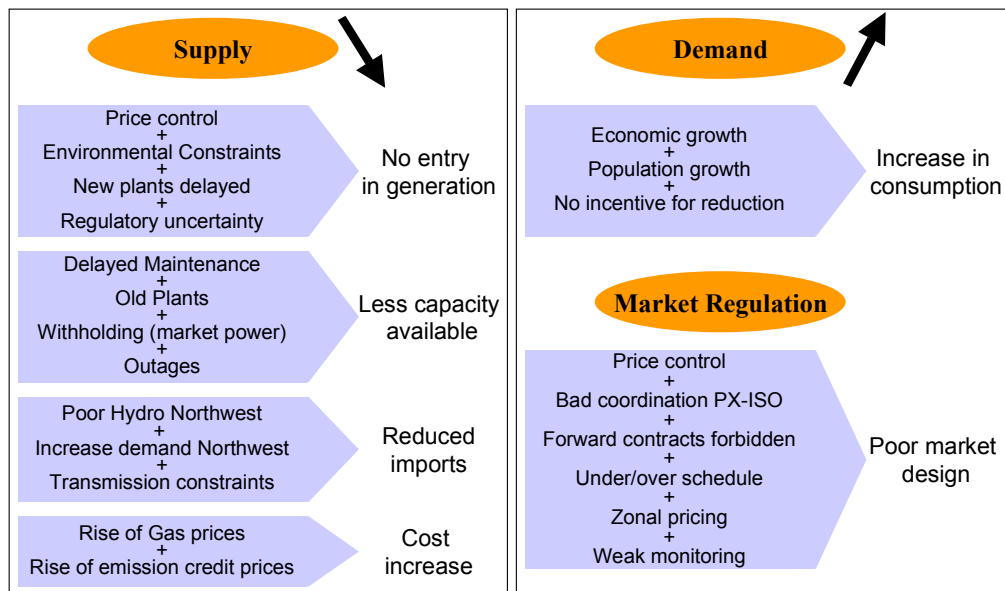 Supply
Price control
+
Environmental Constraints
+
New plants delayed
+
Regulatory uncertainty
No entry
in generation
Delayed Maintenance
+
Old Plants
+
Withholding (market power)
+
Outages
Less capacity
available
Poor Hydro Northwest
+
Increase demand Northwest
+
Transmission constraints
Reduced
imports
Rise of Gas prices
+
Rise of emission credit prices
Cost
increase
Demand
Economic growth
+
Population growth
+
No incentive for reduction
Increase in
consumption
Market Regulation
Price control
+
Bad coordination PX-ISO
+
Forward contracts forbidden
+
Under/over schedule
+
Zonal pricing
+
Weak monitoring
Poor market
design